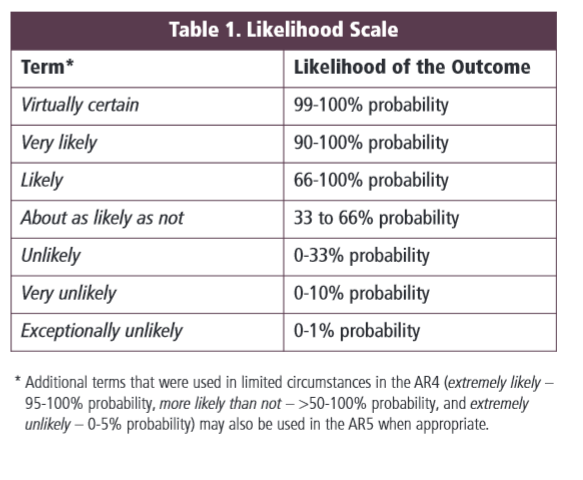 Table 1. Likelihood Scale
Term* Likelihood of the Outcome
Virtually certain 99-100% probability
Very likely 90-100% probability
Likely 66-100% probability
About as likely as not 33 to 66% probability
Unlikely 0-33% probability
Very unlikely 0-10% probability
Exceptionally unlikely 0-1% probability
* Additional terms that were used in limited circumstances in the AR4 (extremely likely –
95-100% probability, more likely than not – >50-100% probability, and extremely
unlikely – 0-5% probability) may also be used in the AR5 when appropriate.